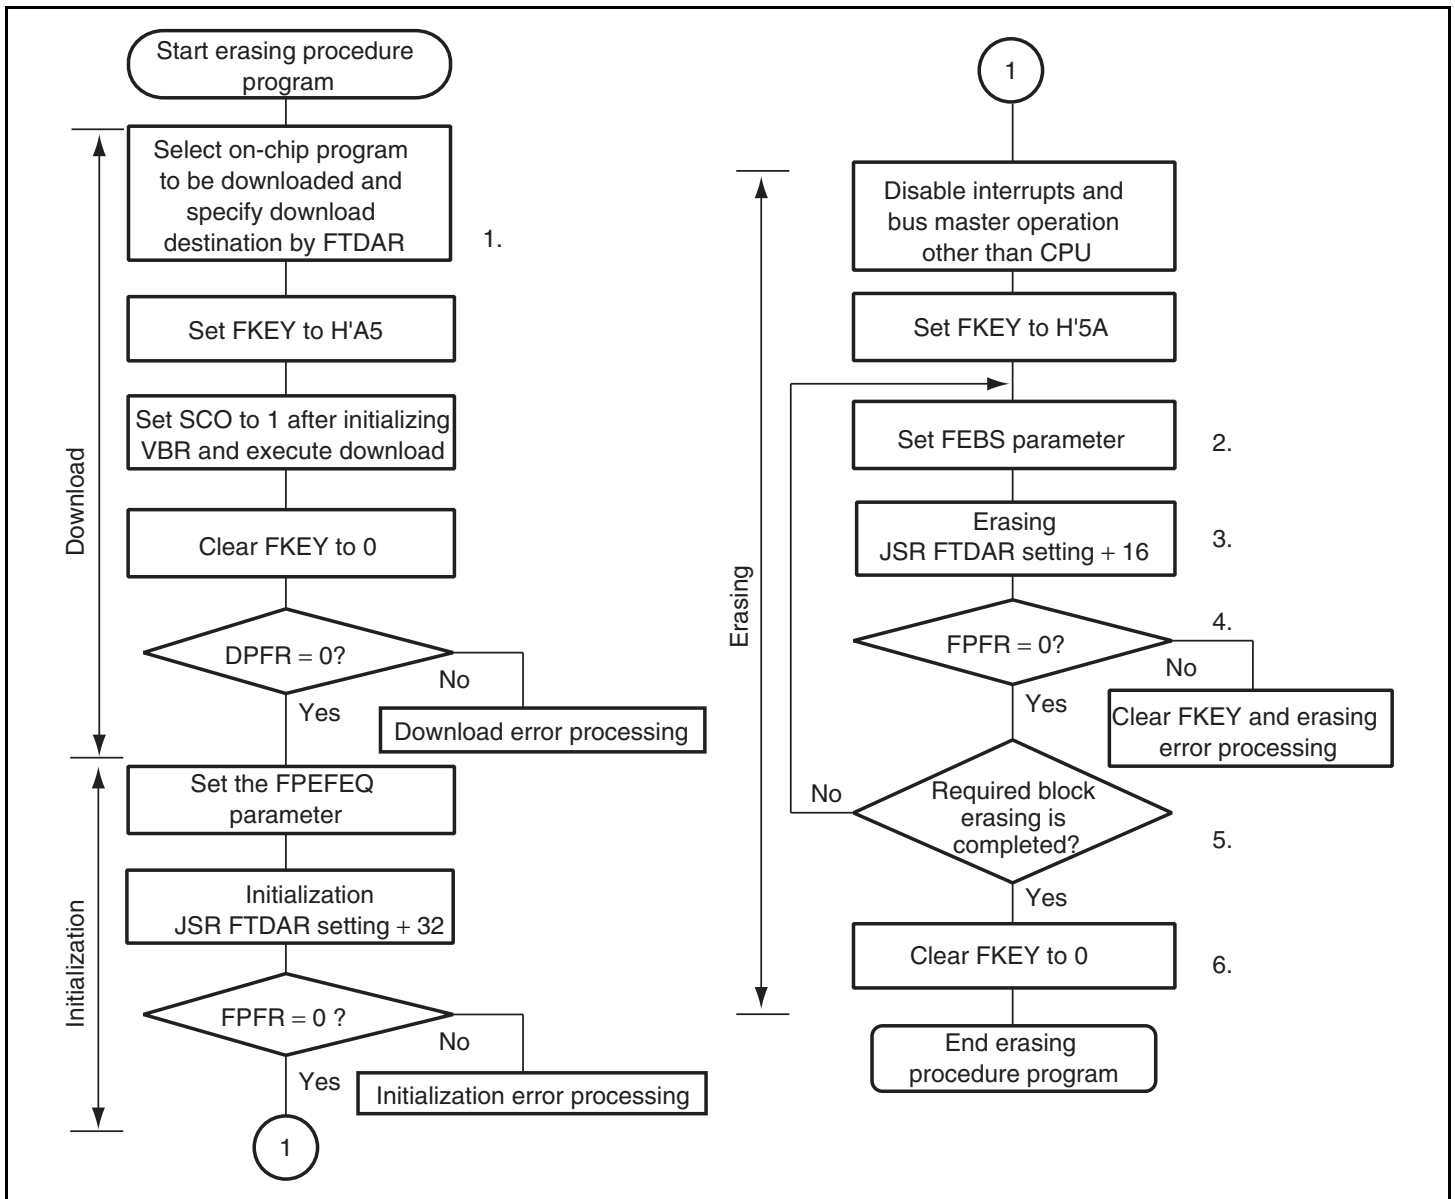 Start erasing procedure
program
Download
Select on-chip program
to be downloaded and
specify download
destination by FTDAR
1.
Set FKEY to H'A5
Set SCO to 1 after initializing
VBR and execute download
Clear FKEY to 0
DPFR = 0?
No
Yes
Download error processing
Initialization
Set the FPEFEQ
parameter
Initialization
JSR FTDAR setting + 32
FPFR = 0 ?
No
Yes
Initialization error processing
1
1
Erasing
Disable interrupts and
bus master operation
other than CPU
Set FKEY to H'5A
Set FEBS parameter
2.
Erasing
JSR FTDAR setting + 16
3.
4.
FPFR = 0?
No
Yes
Clear FKEY and erasing
error processing
No
Required block
erasing is
completed?
5.
Yes
Clear FKEY to 0
6.
End erasing
procedure program